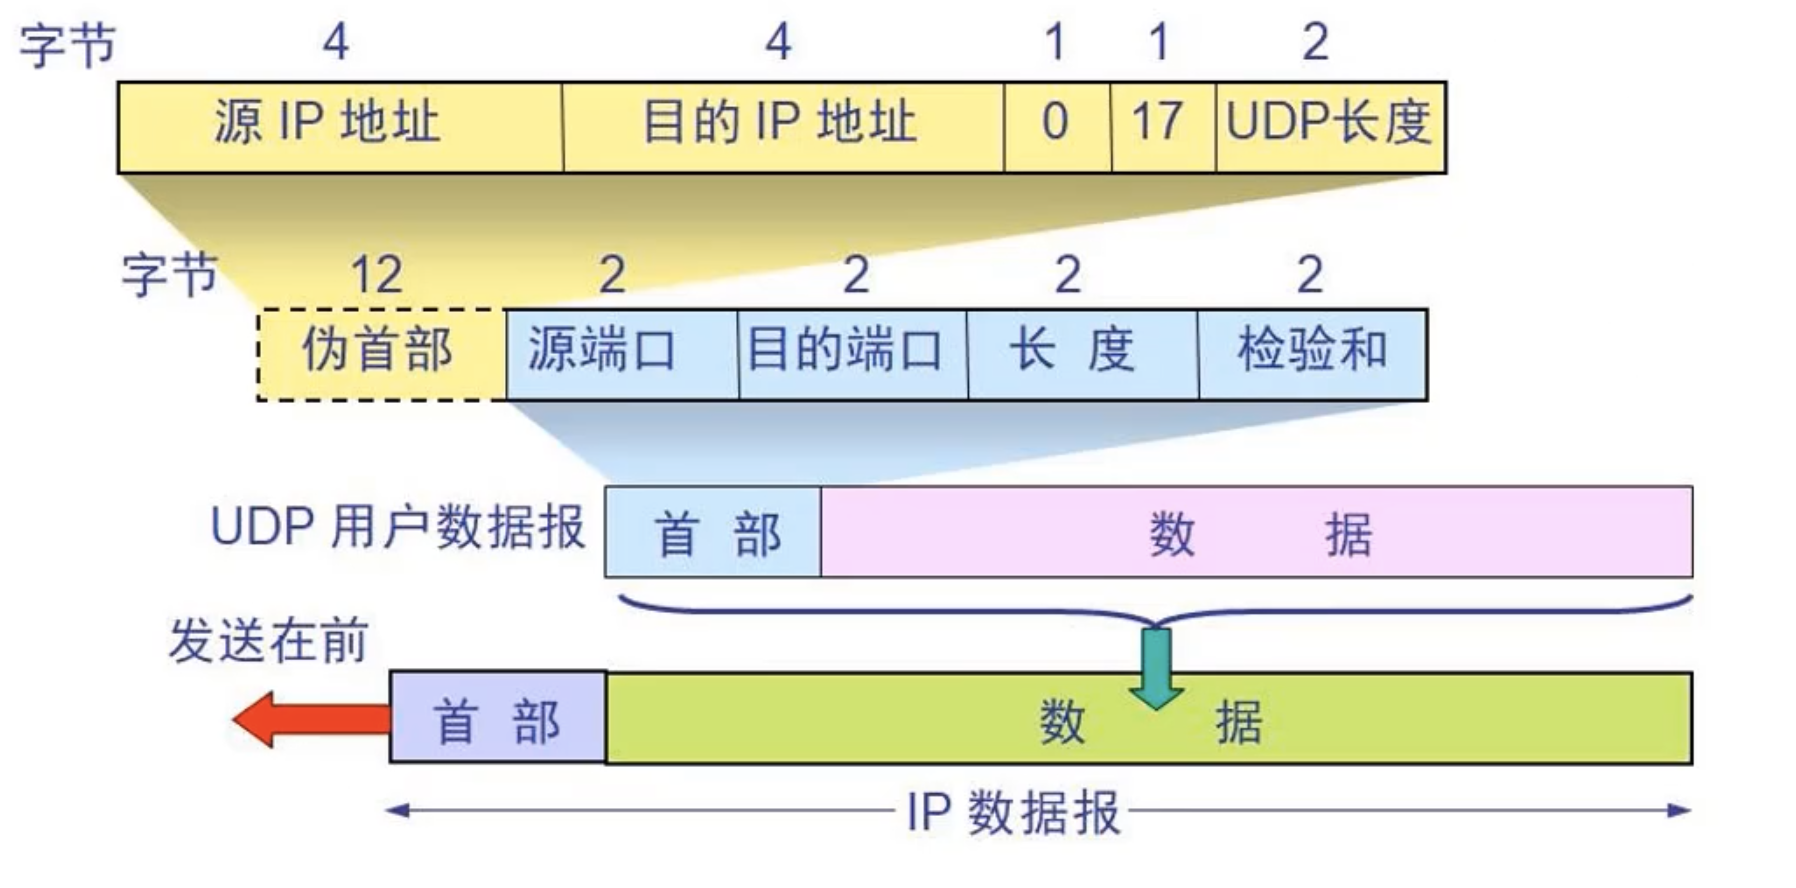 字节 4 4 1 1 2
源 IP 地址 目的 IP 地址 0 17 UDP长度
字节 12 2 2 2 2
伪首部 源端口 目的端口 长 度 检验和
UDP 用户数据报 首 部 数 据
发送在前
首 部 数 据
IP 数据报